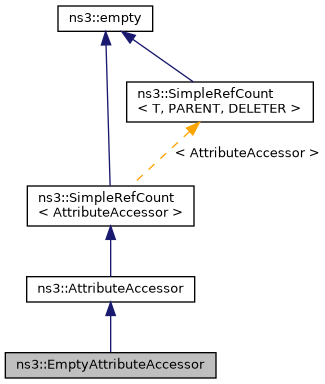 ns3::empty
ns3::SimpleRefCount
< T, PARENT, DELETER >
< AttributeAccessor >
ns3::SimpleRefCount
< AttributeAccessor >
ns3::AttributeAccessor
ns3::EmptyAttributeAccessor